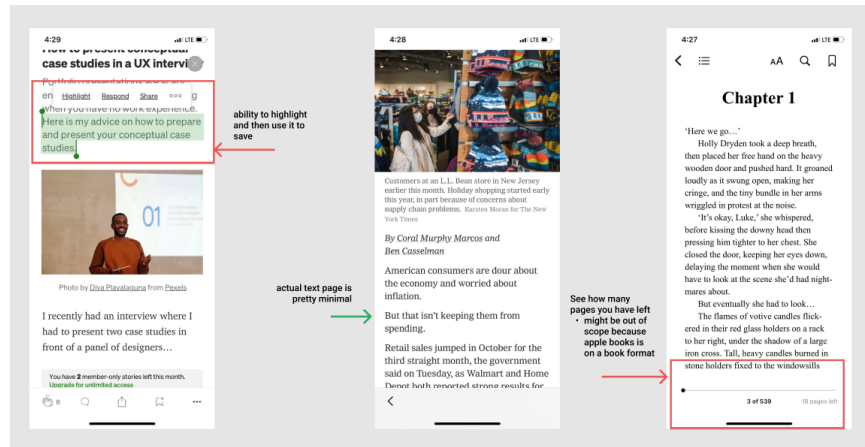 4:29
LTE
How to present conceptual
case studies in a UX intervi
en
when you have no work experience.
Highlight Respond Share
Here is my advice on how to prepare
and present your conceptual case
studies.
01
Photo by Diva Plavalaguna from Pexels
I recently had an interview where I
had to present two case studies in
front of a panel of designers…
You have 2 member-only stories left this month.
Upgrade for unlimited access
6
ability to highlight
and then use it to
save
4:28
LTE
Customers at an L.L. Bean store in New Jersey
earlier this month. Holiday shopping started early
this year, in part because of concerns about
supply chain problems. Karsten Moran for The New
York Times
By Coral Murphy Marcos and
Ben Casselman
American consumers are dour about
the economy and worried about
inflation.
But that isn't keeping them from
spending.
Retail sales jumped in October for the
third straight month, the government
said on Tuesday, as Walmart and Home
Depot both reported strong results for
actual text page is
pretty minimal
See how many
pages you have left
• might be out of
scope because
apple books is
on a book format
4:27
LTE
AA
Chapter 1
‘Here we go…’
Holly Dryden took a deep breath,
then placed her free hand on the heavy
wooden door and pushed hard. It groaned
loudly as it swung open, making her
cringe, and the tiny bundle in her arms
wriggled in protest at the noise.
‘It’s okay, Luke,’ she whispered,
before kissing the downy head then
pressing him tighter to her chest. She
closed the door, keeping her eyes down,
delaying the moment when she would
have to look at the scene she’d had night-
mares about.
But eventually she had to look…
The flames of votive candles flick-
ered in their red glass holders on a rack
to her right, under the shadow of a large
iron cross. Tall, heavy candles burned in
stone holders fixed to the windowsills
3 of 539
18 pages left